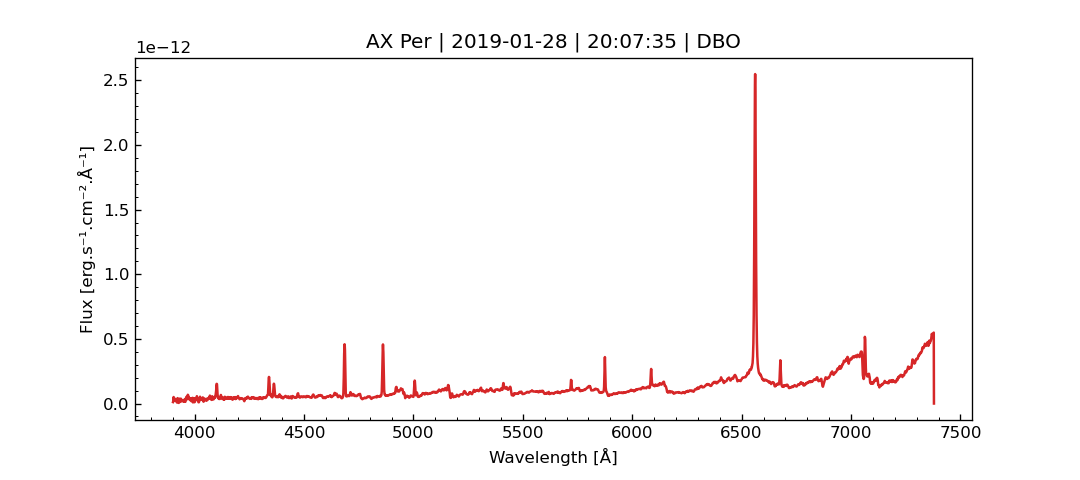 AX Per | 2019-01-28 | 20:07:35 | DBO
1e−12
2.5
2.0
1.5
1.0
0.5
0.0
Flux [erg.s⁻¹.cm⁻².Å⁻¹]
4000 4500 5000 5500 6000 6500 7000 7500
Wavelength [Å]